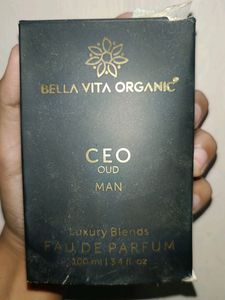 BELLA VITA ORGANIC
CEO
OUD
MAN
Luxury Blends
EAU DE PARFUM
100 ml | 3.4 fl. oz